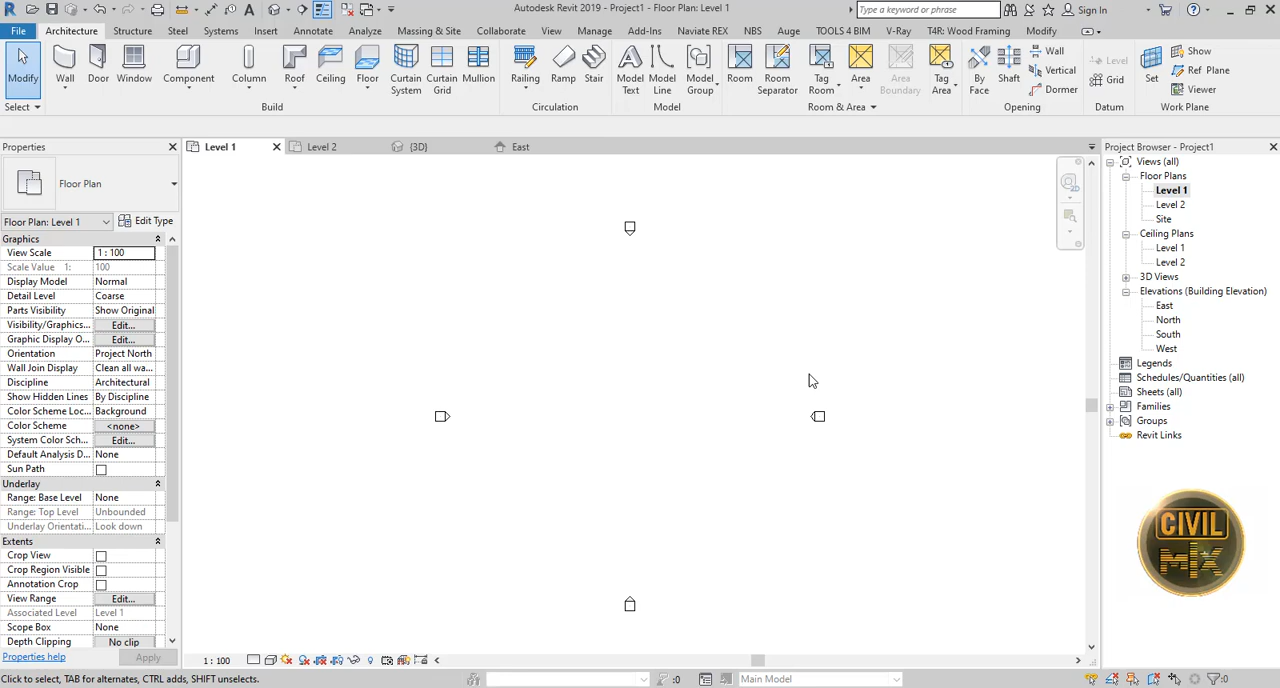 Autodesk Revit 2019 - Project1 - Floor Plan: Level 1
Type a keyword or phrase
Sign In
File Architecture Structure Steel Systems Insert Annotate Analyze Massing & Site Collaborate View Manage Add-Ins Naviate REX NBS Auge TOOLS 4 BIM V-Ray T4R: Wood Framing Modify
Modify
Wall
Door
Window
Component
Column
Roof
Ceiling
Floor
Curtain System
Curtain Grid
Mullion
Railing
Ramp
Stair
Model Text
Model Line
Model Group
Room
Room Separator
Tag Room
Area
Area Boundary
Tag Area
By Face
Shaft
Wall
Vertical
Dormer
Level
Grid
Set
Show
Ref Plane
Viewer
Select
Build
Circulation
Model
Room & Area
Opening
Datum
Work Plane
Properties
Level 1
Level 2
{3D}
East
Project Browser - Project1
Floor Plan
Floor Plan: Level 1
Edit Type
Graphics
View Scale 1 : 100
Scale Value 1: 100
Display Model Normal
Detail Level Coarse
Parts Visibility Show Original
Visibility/Graphics... Edit...
Graphic Display O... Edit...
Orientation Project North
Wall Join Display Clean all wa...
Discipline Architectural
Show Hidden Lines By Discipline
Color Scheme Loc... Background
Color Scheme <none>
System Color Sch... Edit...
Default Analysis D... None
Sun Path
Underlay
Range: Base Level None
Range: Top Level Unbounded
Underlay Orientati... Look down
Extents
Crop View
Crop Region Visible
Annotation Crop
View Range Edit...
Associated Level Level 1
Scope Box None
Depth Clipping No clip
Properties help
Apply
2D
Views (all)
Floor Plans
Level 1
Level 2
Site
Ceiling Plans
Level 1
Level 2
3D Views
Elevations (Building Elevation)
East
North
South
West
Legends
Schedules/Quantities (all)
Sheets (all)
Families
Groups
Revit Links
CIVIL
MIX
1 : 100
Click to select, TAB for alternates, CTRL adds, SHIFT unselects.
:0
Main Model
:0